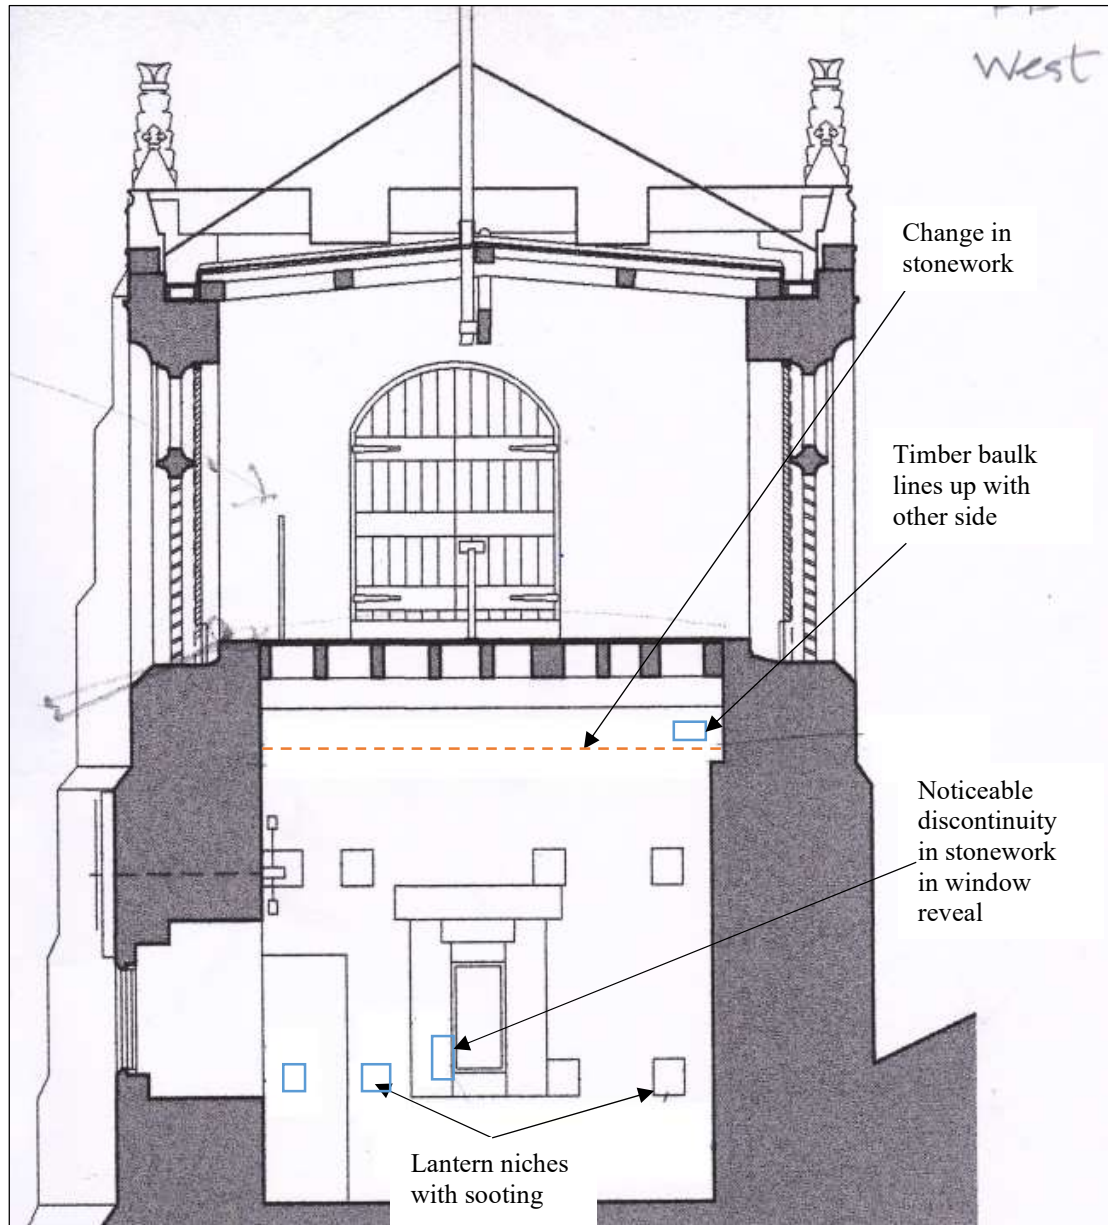 West
Change in
stonework
Timber baulk
lines up with
other side
Noticeable
discontinuity
in stonework
in window
reveal
Lantern niches
with sooting